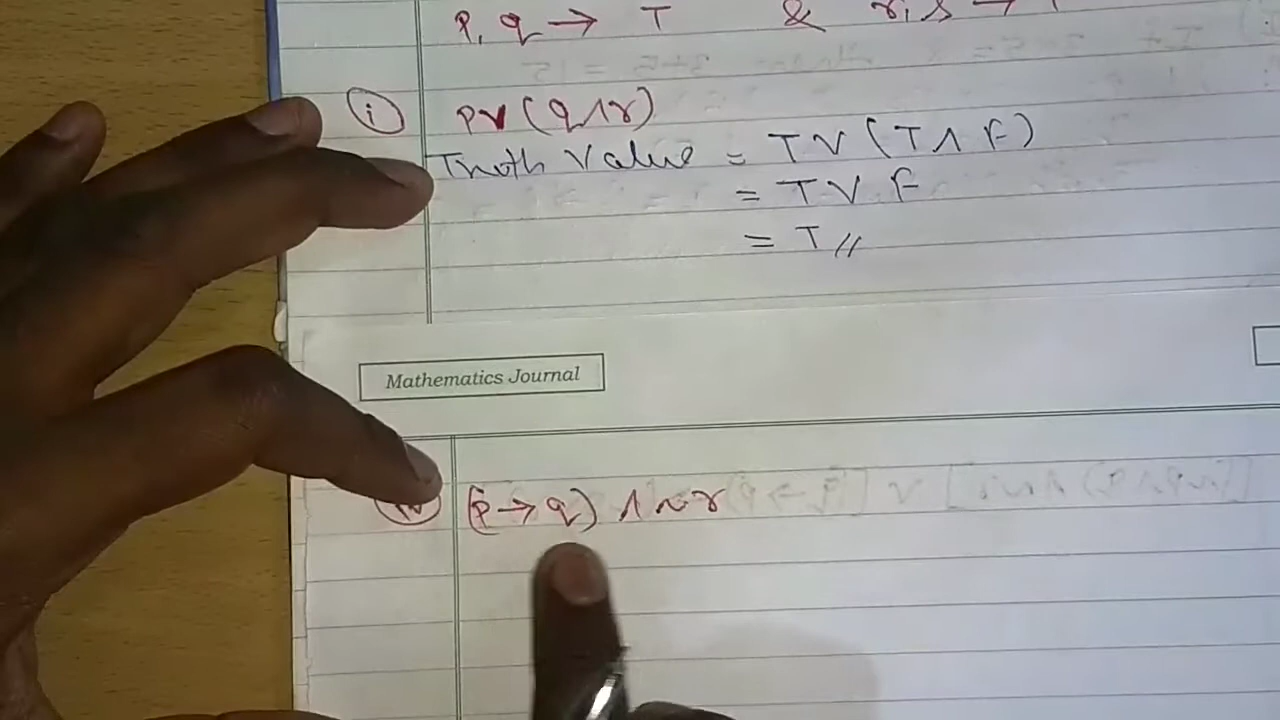 p, q → T & r, s →
i p∨(q∧r)
Truth Value = T∨(T∧F)
= T∨F
= T //
Mathematics Journal
(p→q) ∧ ~r